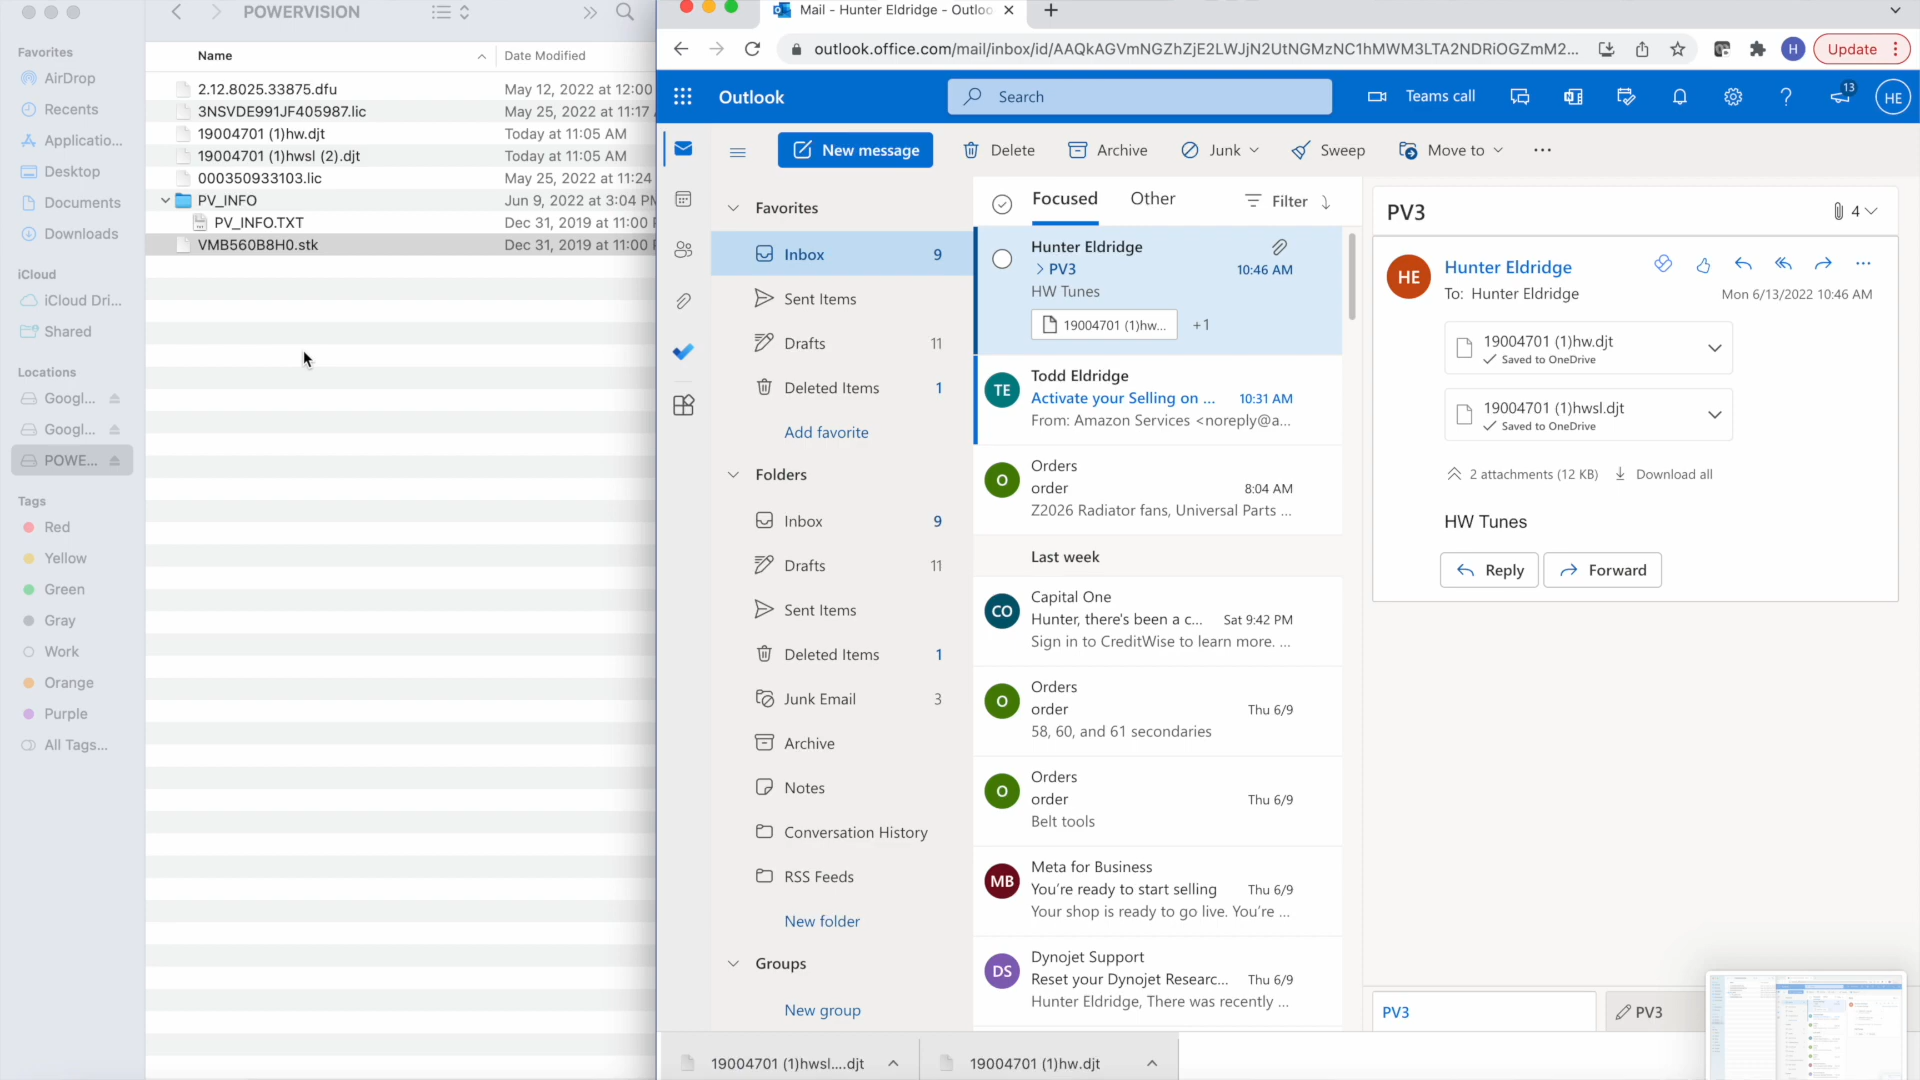 POWERVISION
Favorites
AirDrop
Recents
Applicatio...
Desktop
Documents
Downloads
iCloud
iCloud Dri...
Shared
Locations
Googl...
Googl...
POWE...
Tags
Red
Yellow
Green
Gray
Work
Orange
Purple
All Tags...
Name
Date Modified
2.12.8025.33875.dfu
May 12, 2022 at 12:00
3NSVDE991JF405987.lic
May 25, 2022 at 11:17
19004701 (1)hw.djt
Today at 11:05 AM
19004701 (1)hwsl (2).djt
Today at 11:05 AM
000350933103.lic
May 25, 2022 at 11:24
PV_INFO
Jun 9, 2022 at 3:04 PM
PV_INFO.TXT
Dec 31, 2019 at 11:00
VMB560B8H0.stk
Dec 31, 2019 at 11:00
Mail - Hunter Eldridge - Outloo
outlook.office.com/mail/inbox/id/AAQkAGVmNGZhZjE2LWJjN2UtNGMzNC1hMWM3LTA2NDRiOGZmM2...
H
Update
Outlook
Search
Teams call
13
HE
New message
Delete
Archive
Junk
Sweep
Move to
Favorites
Inbox 9
Sent Items
Drafts 11
Deleted Items 1
Add favorite
Folders
Inbox 9
Drafts 11
Sent Items
Deleted Items 1
Junk Email 3
Archive
Notes
Conversation History
RSS Feeds
New folder
Groups
New group
Focused
Other
Filter
Hunter Eldridge
PV3
10:46 AM
HW Tunes
19004701 (1)hw...
+1
TE
Todd Eldridge
Activate your Selling on ...
10:31 AM
From: Amazon Services <noreply@a...
O
Orders
order
8:04 AM
Z2026 Radiator fans, Universal Parts ...
Last week
CO
Capital One
Hunter, there's been a c...
Sat 9:42 PM
Sign in to CreditWise to learn more. ...
O
Orders
order
Thu 6/9
58, 60, and 61 secondaries
O
Orders
order
Thu 6/9
Belt tools
MB
Meta for Business
You're ready to start selling
Thu 6/9
Your shop is ready to go live. You're ...
DS
Dynojet Support
Reset your Dynojet Researc...
Thu 6/9
Hunter Eldridge, There was recently ...
PV3
4
HE
Hunter Eldridge
To: Hunter Eldridge
Mon 6/13/2022 10:46 AM
19004701 (1)hw.djt
Saved to OneDrive
19004701 (1)hwsl.djt
Saved to OneDrive
2 attachments (12 KB)
Download all
HW Tunes
Reply
Forward
PV3
PV3
19004701 (1)hwsl....djt
19004701 (1)hw.djt